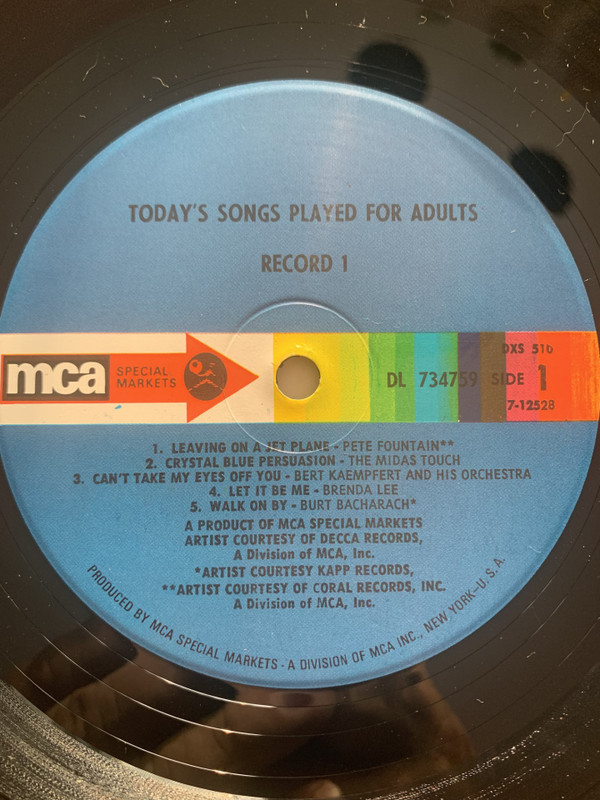 TODAY'S SONGS PLAYED FOR ADULTS
RECORD 1
mca
SPECIAL
MARKETS
DXS 516
DL 734759 SIDE 1
7-12528
1. LEAVING ON A JET PLANE - PETE FOUNTAIN**
2. CRYSTAL BLUE PERSUASION - THE MIDAS TOUCH
3. CAN'T TAKE MY EYES OFF YOU - BERT KAEMPFERT AND HIS ORCHESTRA
4. LET IT BE ME - BRENDA LEE
5. WALK ON BY - BURT BACHARACH*
A PRODUCT OF MCA SPECIAL MARKETS
ARTIST COURTESY OF DECCA RECORDS,
A Division of MCA, Inc.
*ARTIST COURTESY KAPP RECORDS,
**ARTIST COURTESY OF CORAL RECORDS, INC.
A Division of MCA, Inc.
PRODUCED BY MCA SPECIAL MARKETS - A DIVISION OF MCA INC., NEW YORK-U.S.A.